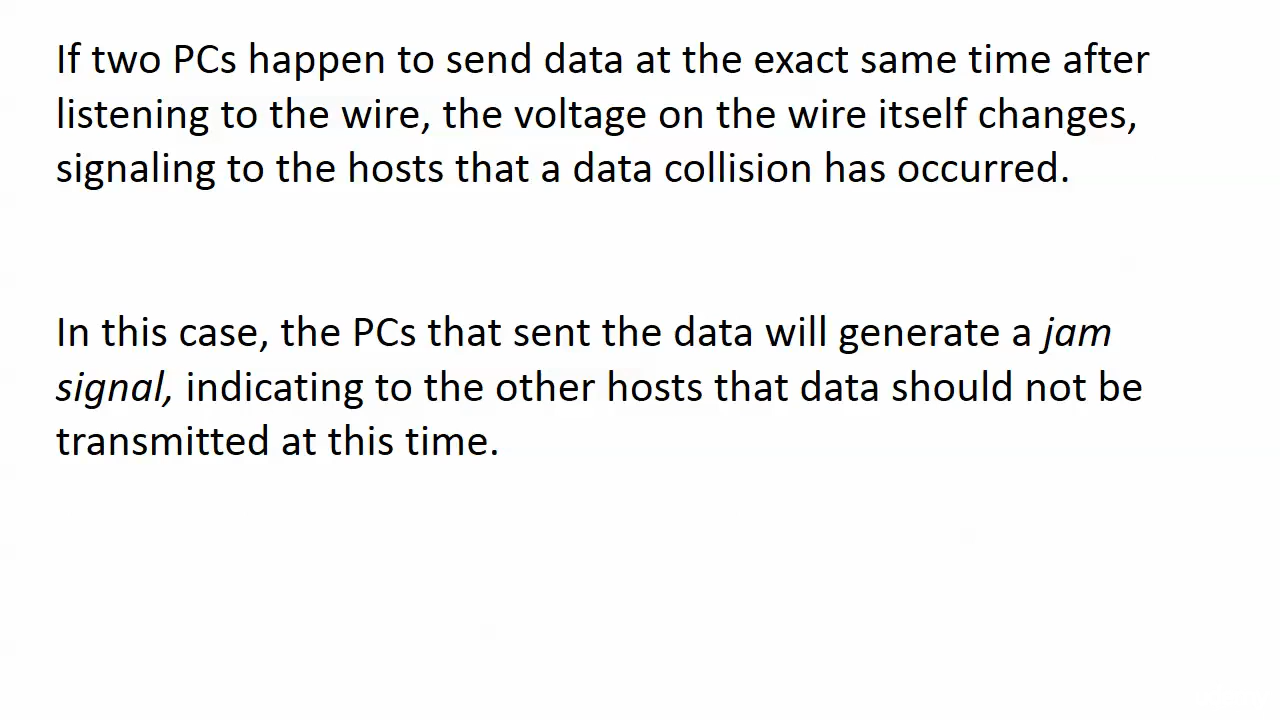 If two PCs happen to send data at the exact same time after
listening to the wire, the voltage on the wire itself changes,
signaling to the hosts that a data collision has occurred.
In this case, the PCs that sent the data will generate a jam
signal, indicating to the other hosts that data should not be
transmitted at this time.